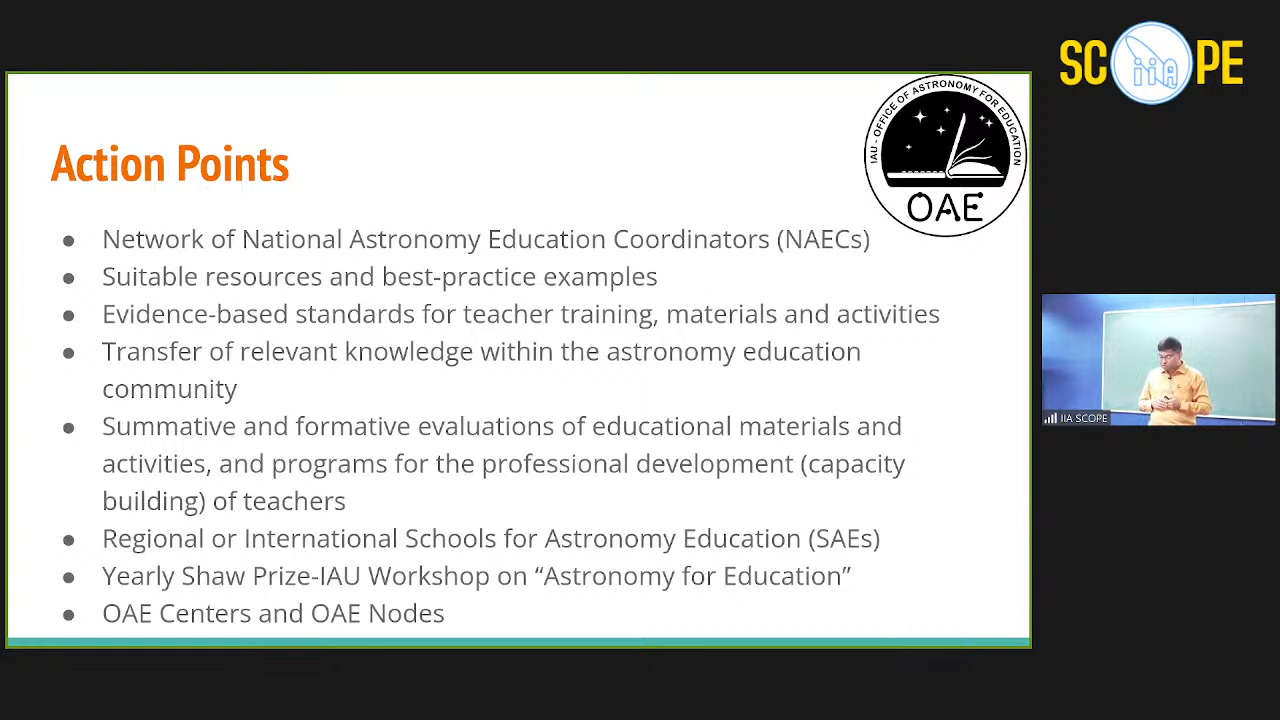 SC iiA PE
IAU - OFFICE OF ASTRONOMY FOR EDUCATION
OAE
Action Points
● Network of National Astronomy Education Coordinators (NAECs)
● Suitable resources and best-practice examples
● Evidence-based standards for teacher training, materials and activities
● Transfer of relevant knowledge within the astronomy education
community
● Summative and formative evaluations of educational materials and
activities, and programs for the professional development (capacity
building) of teachers
● Regional or International Schools for Astronomy Education (SAEs)
● Yearly Shaw Prize-IAU Workshop on “Astronomy for Education”
● OAE Centers and OAE Nodes
IIA SCOPE